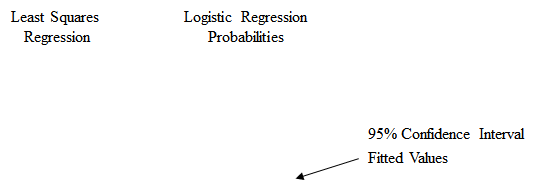 Least Squares
Regression
Logistic Regression
Probabilities
95% Confidence Interval
Fitted Values